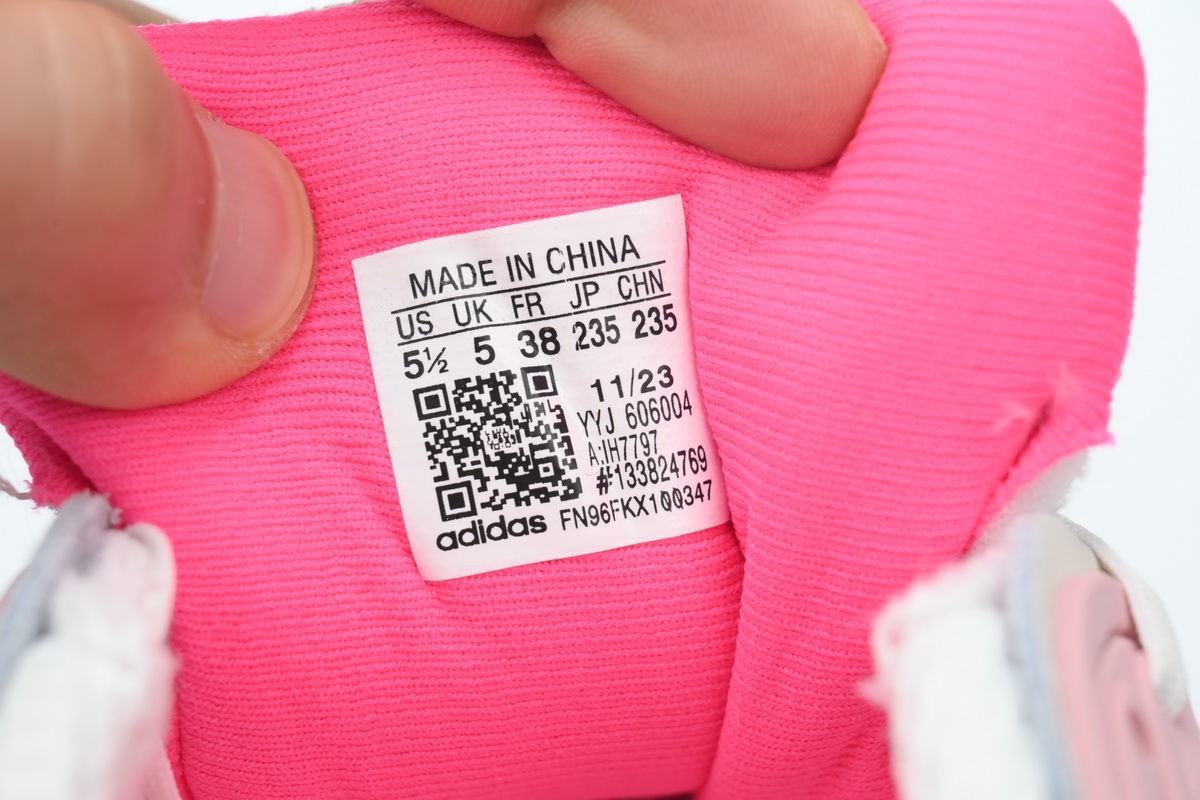 MADE IN CHINA
US UK FR JP CHN
5½ 5 38 235 235
11/23
YYJ 606004
A:IH7797
#:133824769
adidas FN96FKX100347